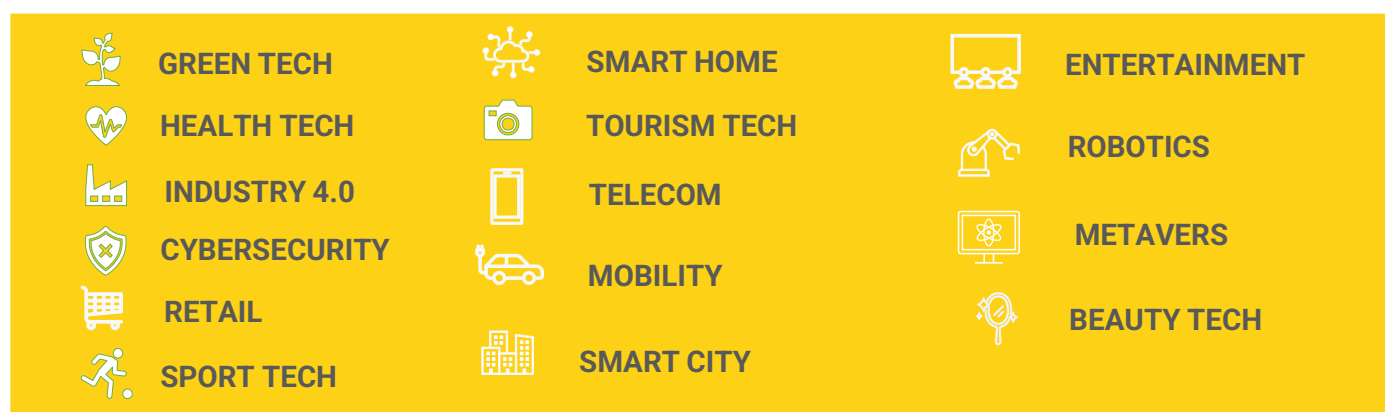 GREEN TECH
HEALTH TECH
INDUSTRY 4.0
CYBERSECURITY
RETAIL
SPORT TECH
SMART HOME
TOURISM TECH
TELECOM
MOBILITY
SMART CITY
ENTERTAINMENT
ROBOTICS
METAVERS
BEAUTY TECH